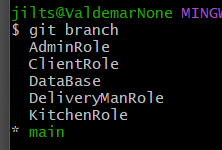 jilts@ValdemarNone MINGW
$ git branch
AdminRole
ClientRole
DataBase
DeliveryManRole
KitchenRole
* main